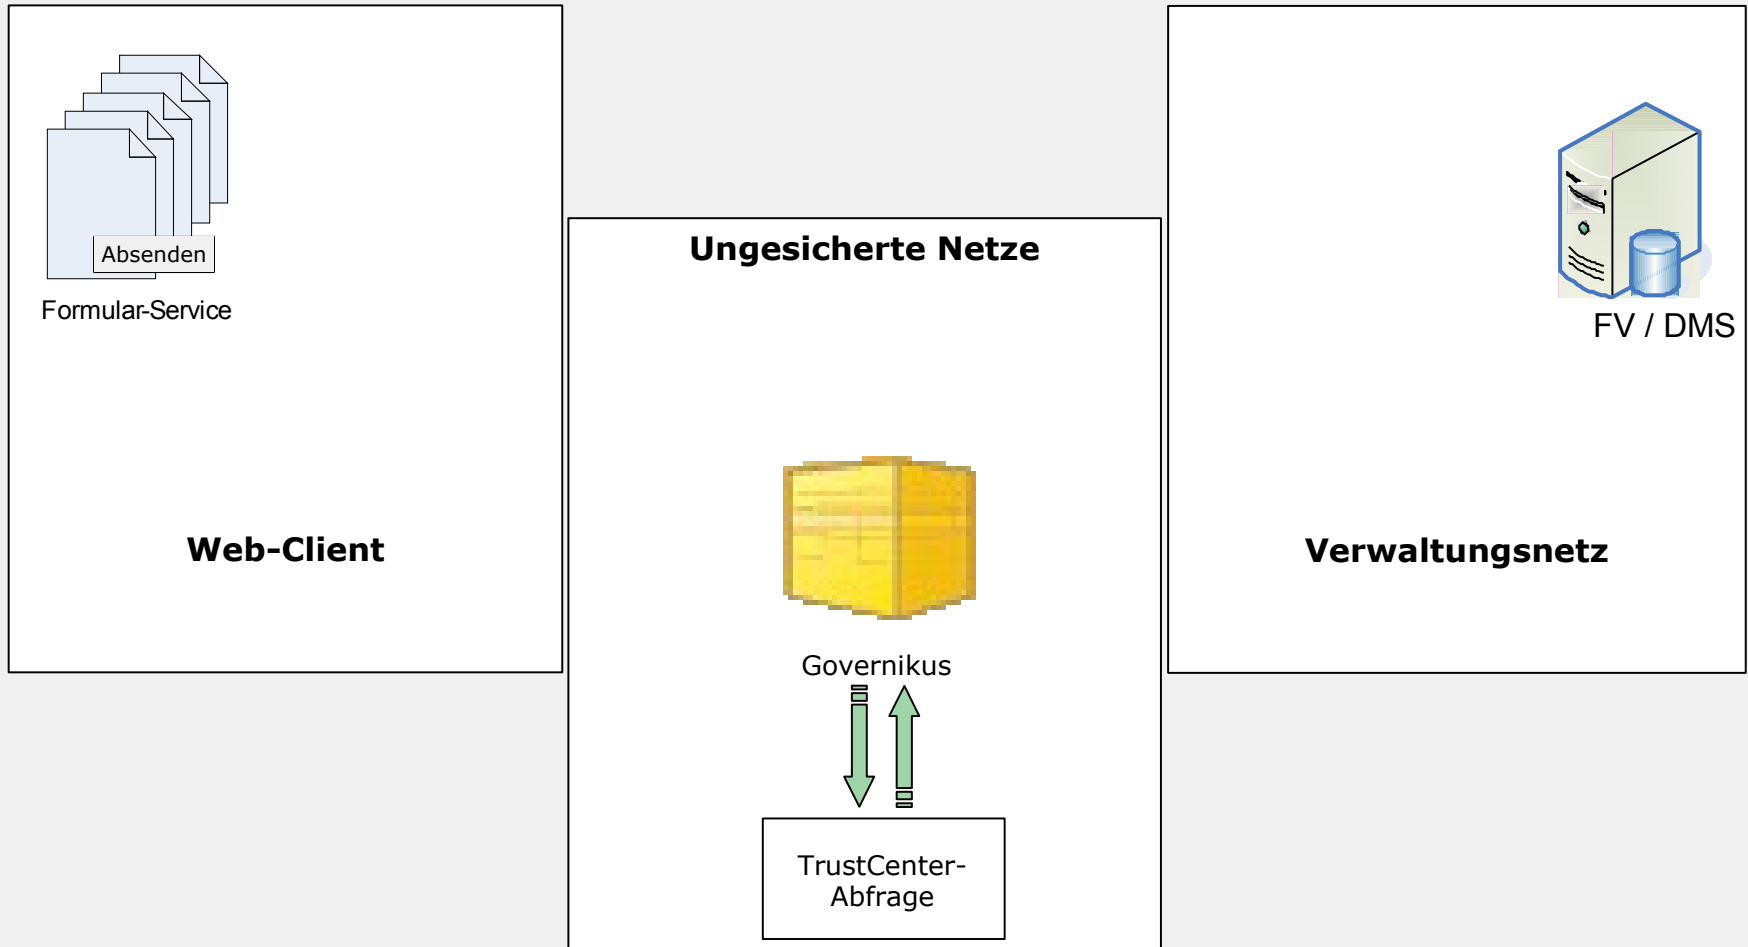 Absenden
Formular-Service
Web-Client
Ungesicherte Netze
Governikus
TrustCenter-
Abfrage
FV / DMS
Verwaltungsnetz